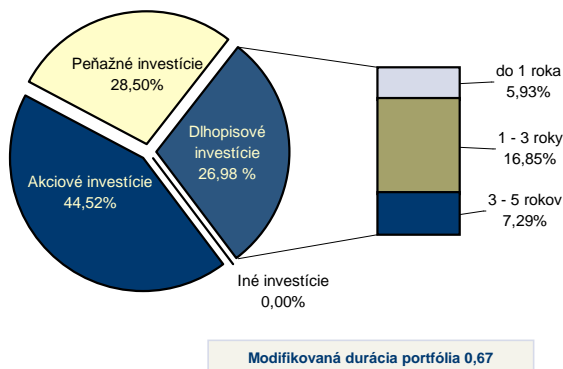 Peňažné investície
28,50%
Dlhopisové
investície
26,98 %
Akciové investície
44,52%
Iné investície
0,00%
do 1 roka
5,93%
1 - 3 roky
16,85%
3 - 5 rokov
7,29%
Modifikovaná durácia portfólia 0,67